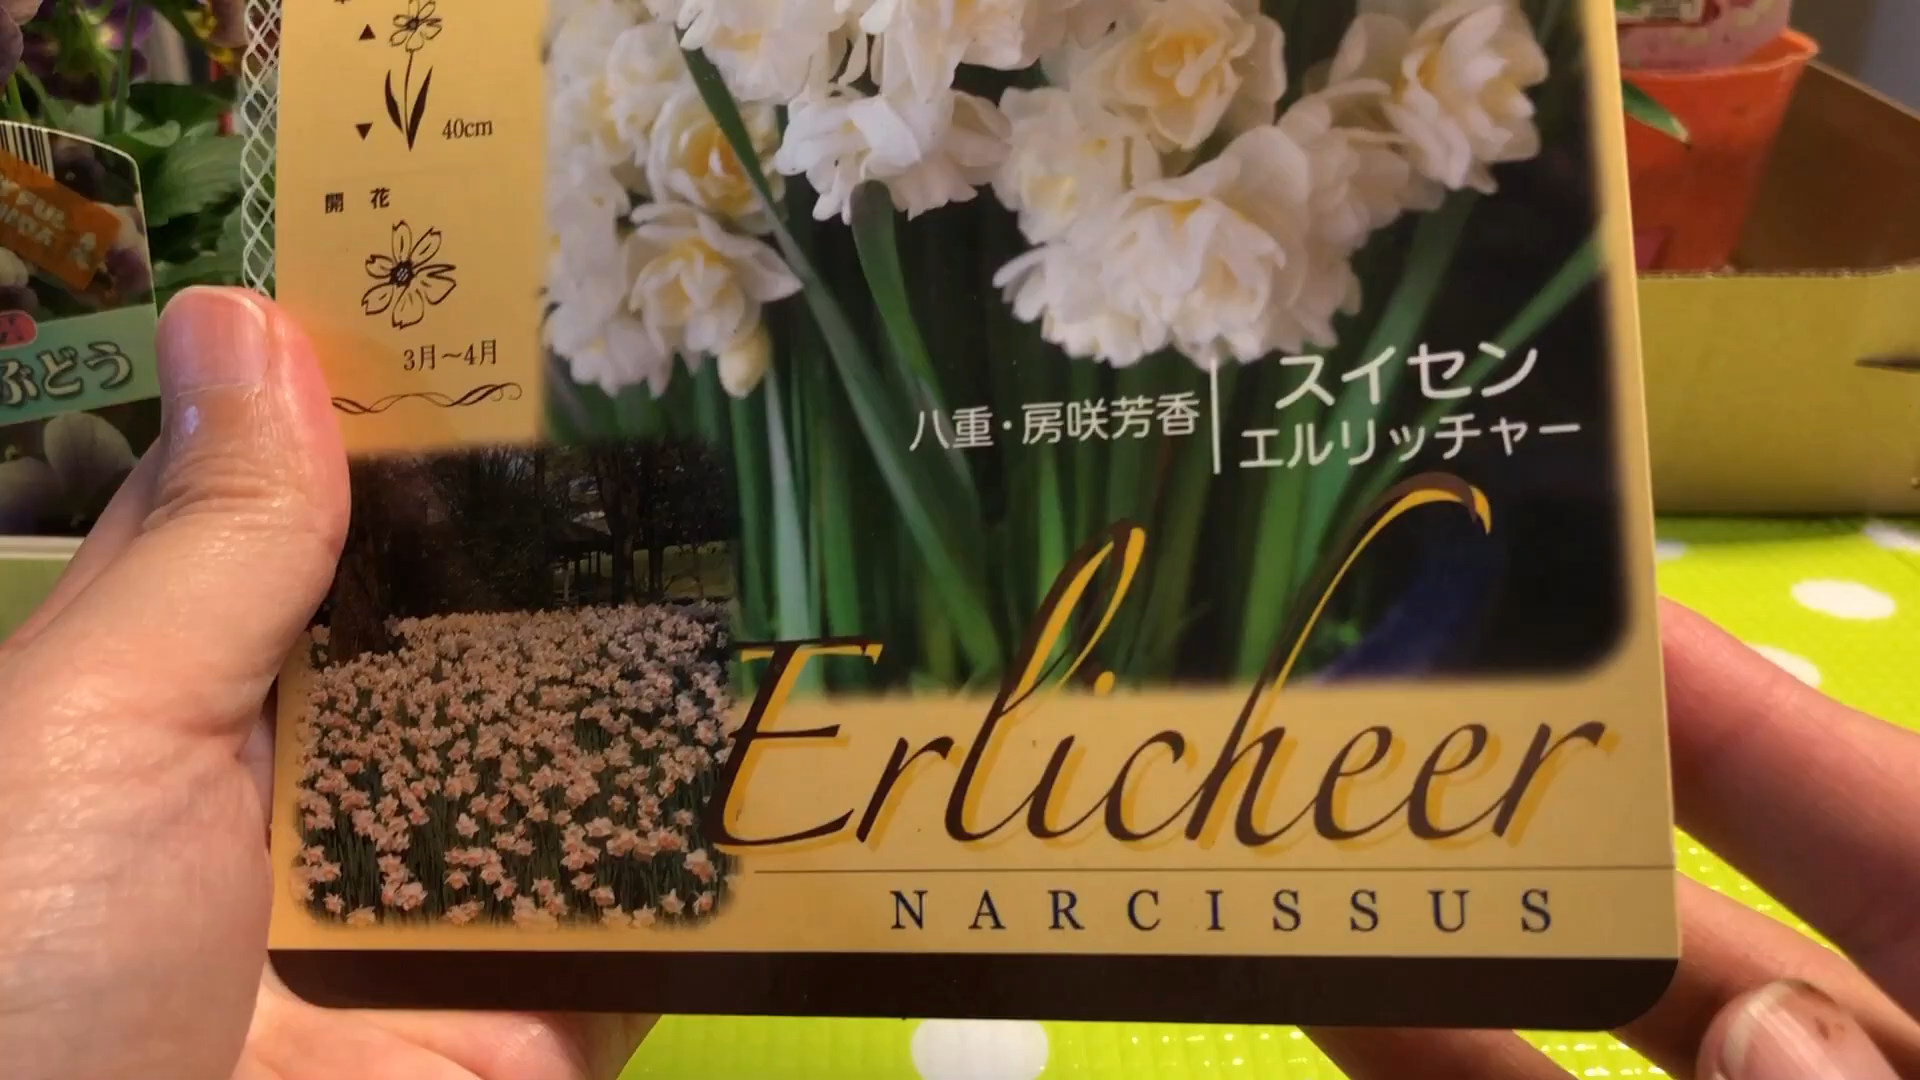 40cm
開花
3月~4月
ぶどう
八重・房咲芳香
スイセン
エルリッチャー
Erlicheer
NARCISSUS